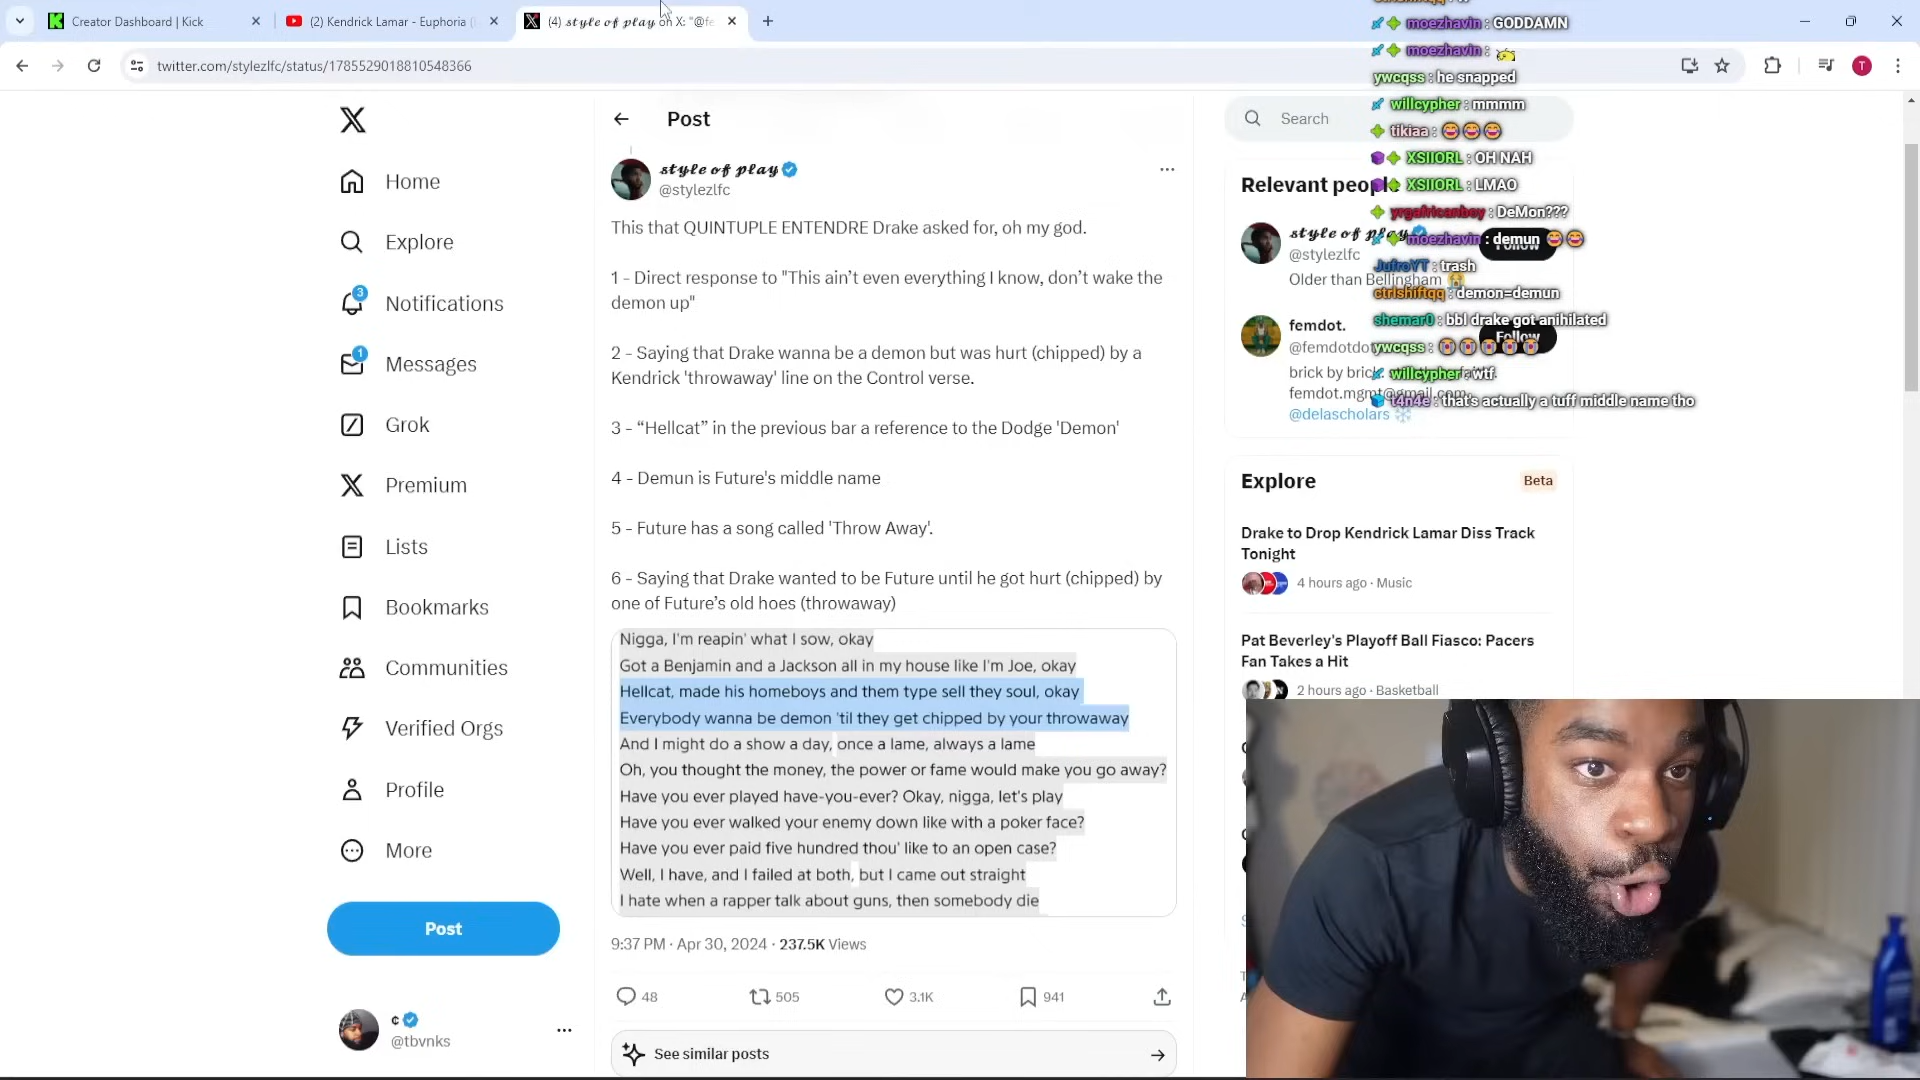 Creator Dashboard | Kick
(2) Kendrick Lamar - Euphoria
(4) style of play on X: "@fe
twitter.com/stylezlfc/status/1785529018810548366
T
Post
Search
Home
Explore
3
Notifications
1
Messages
Grok
Premium
Lists
Bookmarks
Communities
Verified Orgs
Profile
More
Post
¢
@tbvnks
style of play
@stylezlfc
This that QUINTUPLE ENTENDRE Drake asked for, oh my god.
1 - Direct response to "This ain’t even everything I know, don’t wake the
demon up"
2 - Saying that Drake wanna be a demon but was hurt (chipped) by a
Kendrick 'throwaway' line on the Control verse.
3 - “Hellcat” in the previous bar a reference to the Dodge 'Demon'
4 - Demun is Future's middle name
5 - Future has a song called 'Throw Away'.
6 - Saying that Drake wanted to be Future until he got hurt (chipped) by
one of Future’s old hoes (throwaway)
Nigga, I'm reapin' what I sow, okay
Got a Benjamin and a Jackson all in my house like I'm Joe, okay
Hellcat, made his homeboys and them type sell they soul, okay
Everybody wanna be demon 'til they get chipped by your throwaway
And I might do a show a day, once a lame, always a lame
Oh, you thought the money, the power or fame would make you go away?
Have you ever played have-you-ever? Okay, nigga, let's play
Have you ever walked your enemy down like with a poker face?
Have you ever paid five hundred thou' like to an open case?
Well, I have, and I failed at both, but I came out straight
I hate when a rapper talk about guns, then somebody die
9:37 PM · Apr 30, 2024 · 237.5K Views
48
505
3.1K
941
See similar posts
Relevant people
style of play
@stylezlfc
Follow
Older than Bellingham
femdot.
@femdotdot
Follow
brick by brick.
femdot.mgmt@gmail.com
@delascholars
Explore
Beta
Drake to Drop Kendrick Lamar Diss Track
Tonight
4 hours ago · Music
Pat Beverley's Playoff Ball Fiasco: Pacers
Fan Takes a Hit
2 hours ago · Basketball
moezhavin : GODDAMN
moezhavin :
ywcqss : he snapped
willcypher : mmmm
tikiaa :
XSIIORL : OH NAH
XSIIORL : LMAO
yrgafricanboy : DeMon???
moezhavin : demun
JufroYT : trash
ctrlshiftqq : demon=demun
shemar0 : bbl drake got anihilated
ywcqss :
willcypher : wtf
t4n4e : that's actually a tuff middle name tho